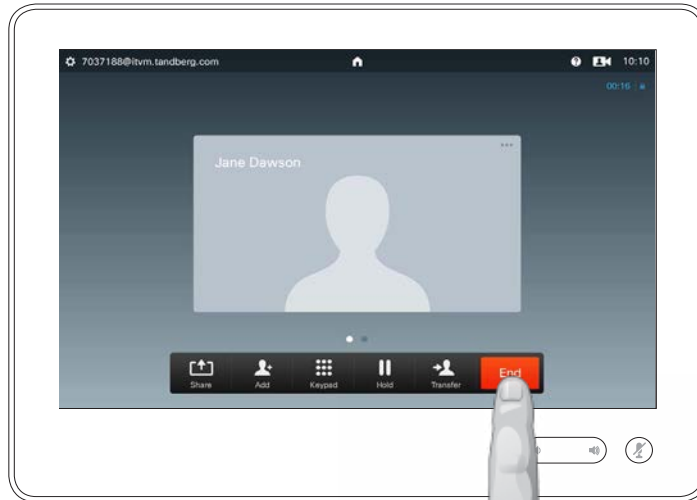 7037188@itvm.tandberg.com
10:10
00:16
Jane Dawson
Share
Add
Keypad
Hold
Transfer
End